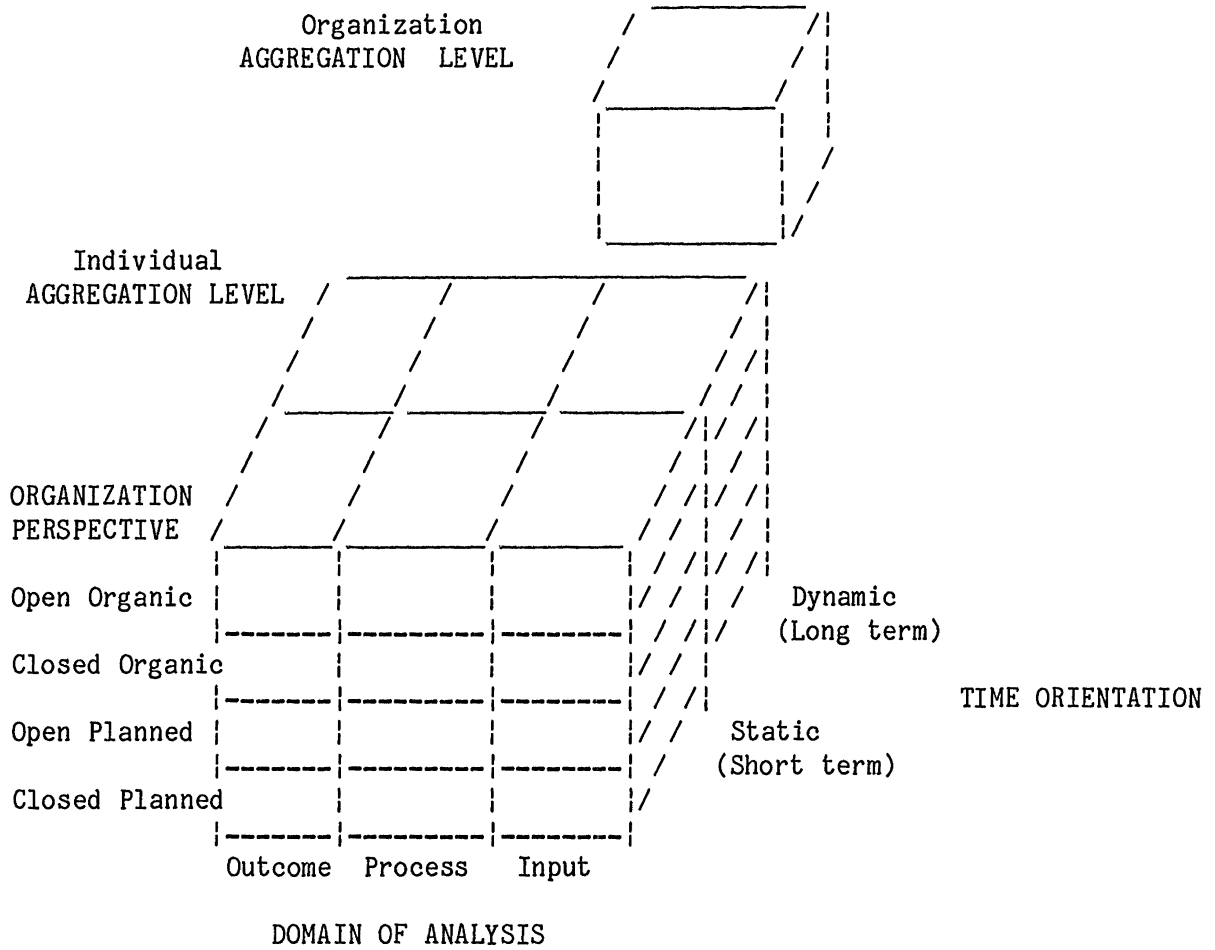 Organization
AGGREGATION LEVEL
Individual
AGGREGATION LEVEL
ORGANIZATION
PERSPECTIVE
Open Organic
Dynamic
(Long term)
Closed Organic
TIME ORIENTATION
Open Planned
Static
(Short term)
Closed Planned
Outcome Process Input
DOMAIN OF ANALYSIS